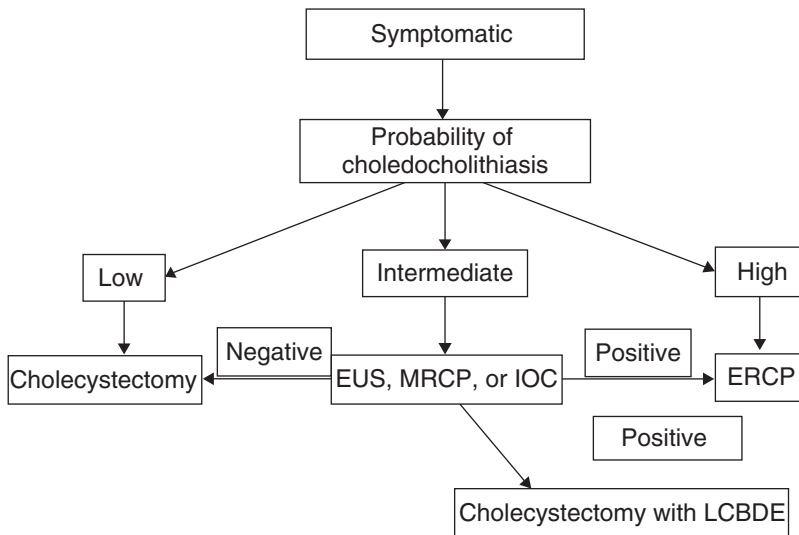 Symptomatic
Probability of
choledocholithiasis
Low
Intermediate
High
Negative
Positive
Cholecystectomy
EUS, MRCP, or IOC
ERCP
Positive
Cholecystectomy with LCBDE